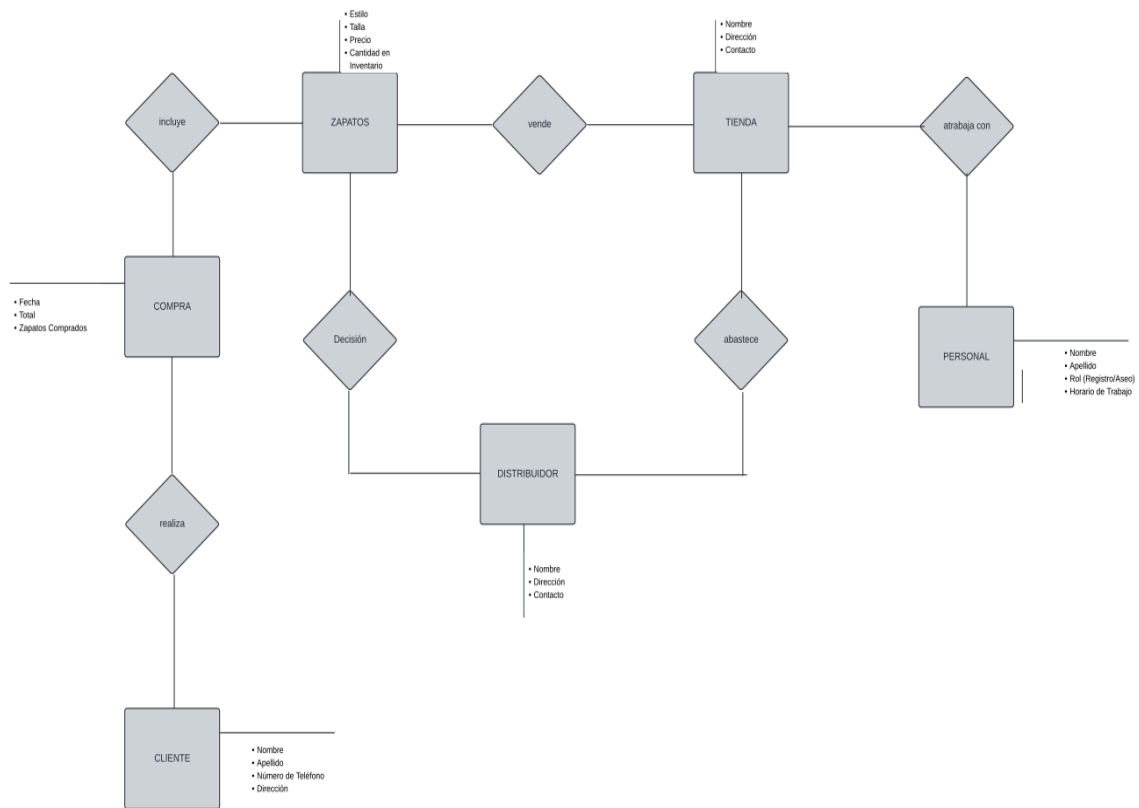 • Estilo
• Talla
• Precio
• Cantidad en
Inventario
• Nombre
• Dirección
• Contacto
incluye
ZAPATOS
vende
TIENDA
atrabaja con
COMPRA
• Fecha
• Total
• Zapatos Comprados
Decisión
abastece
PERSONAL
• Nombre
• Apellido
• Rol (Registro/Aseo)
• Horario de Trabajo
DISTRIBUIDOR
realiza
• Nombre
• Dirección
• Contacto
CLIENTE
• Nombre
• Apellido
• Número de Teléfono
• Dirección